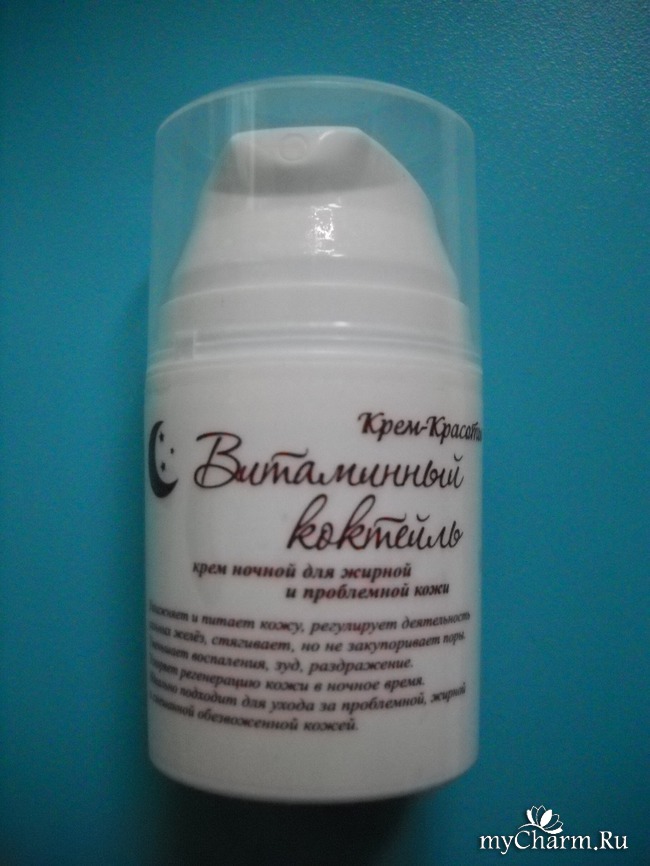 Крем-Красоты
Витаминный
коктейль
крем ночной для жирной
и проблемной кожи
и питает кожу, регулирует деятельность
желёз, стягивает, но не закупоривает поры.
воспаления, зуд, раздражение.
регенерацию кожи в ночное время.
подходит для ухода за проблемной, жирной
обезвоженной кожей.
myCharm.Ru